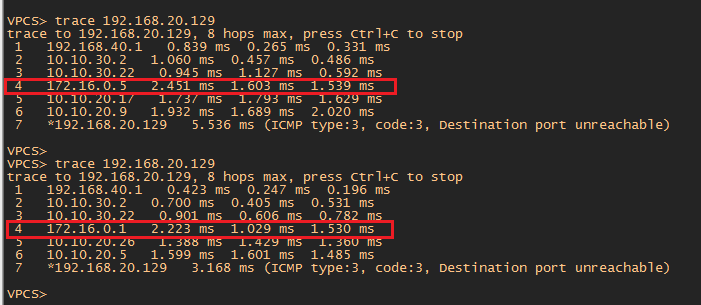 VPCS> trace 192.168.20.129
trace to 192.168.20.129, 8 hops max, press Ctrl+C to stop
1 192.168.40.1 0.839 ms 0.265 ms 0.331 ms
2 10.10.30.2 1.060 ms 0.457 ms 0.486 ms
3 10.10.30.22 0.945 ms 1.127 ms 0.592 ms
4 172.16.0.5 2.451 ms 1.603 ms 1.539 ms
5 10.10.20.17 1.737 ms 1.793 ms 1.629 ms
6 10.10.20.9 1.932 ms 1.689 ms 2.020 ms
7 *192.168.20.129 5.536 ms (ICMP type:3, code:3, Destination port unreachable)
VPCS>
VPCS> trace 192.168.20.129
trace to 192.168.20.129, 8 hops max, press Ctrl+C to stop
1 192.168.40.1 0.423 ms 0.247 ms 0.196 ms
2 10.10.30.2 0.700 ms 0.405 ms 0.531 ms
3 10.10.30.22 0.901 ms 0.606 ms 0.782 ms
4 172.16.0.1 2.223 ms 1.029 ms 1.530 ms
5 10.10.20.26 1.388 ms 1.429 ms 1.360 ms
6 10.10.20.5 1.599 ms 1.601 ms 1.485 ms
7 *192.168.20.129 3.168 ms (ICMP type:3, code:3, Destination port unreachable)
VPCS>